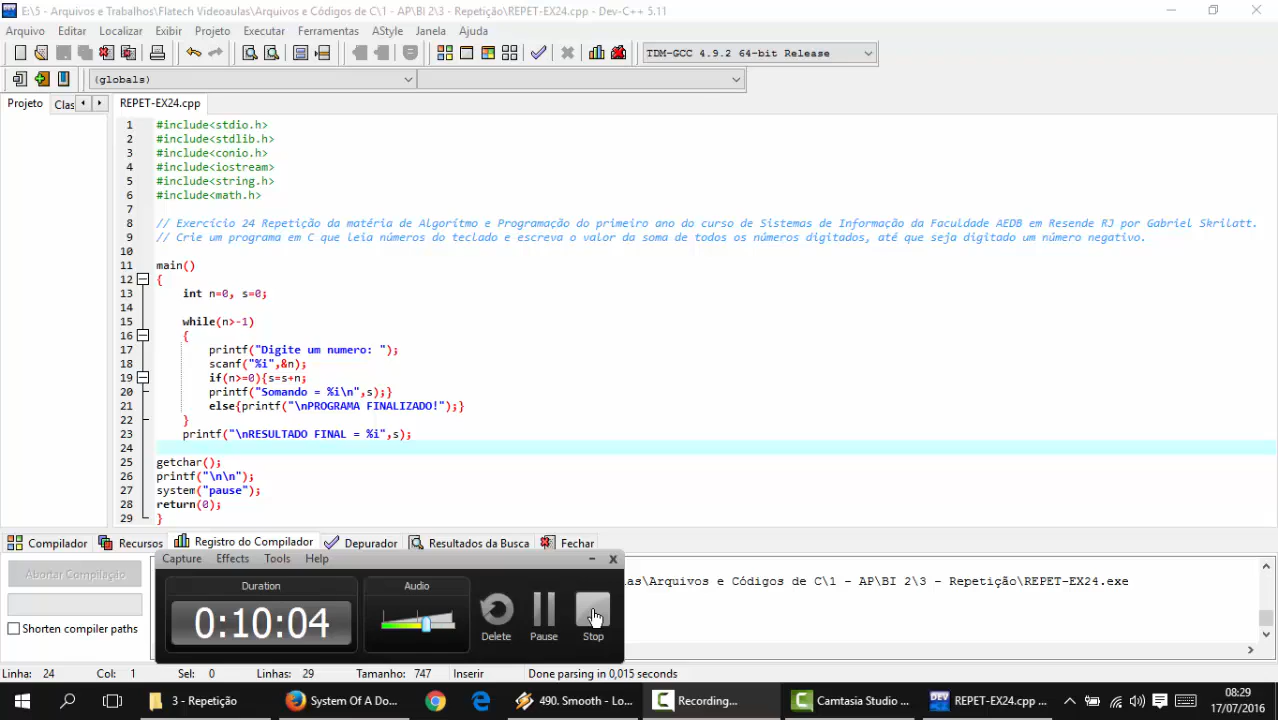 E:\5 - Arquivos e Trabalhos\Flatech Videoaulas\Arquivos e Códigos de C\1 - AP\BI 2\3 - Repetição\REPET-EX24.cpp - Dev-C++ 5.11
Arquivo Editar Localizar Exibir Projeto Executar Ferramentas AStyle Janela Ajuda
TDM-GCC 4.9.2 64-bit Release
(globals)
Projeto Clas REPET-EX24.cpp
1 #include<stdio.h>
2 #include<stdlib.h>
3 #include<conio.h>
4 #include<iostream>
5 #include<string.h>
6 #include<math.h>
7
8 // Exercício 24 Repetição da matéria de Algorítmo e Programação do primeiro ano do curso de Sistemas de Informação da Faculdade AEDB em Resende RJ por Gabriel Skrilatt.
9 // Crie um programa em C que leia números do teclado e escreva o valor da soma de todos os números digitados, até que seja digitado um número negativo.
10
11 main()
12 {
13 int n=0, s=0;
14
15 while(n>-1)
16 {
17 printf("Digite um numero: ");
18 scanf("%i",&n);
19 if(n>=0){s=s+n;
20 printf("Somando = %i\n",s);}
21 else{printf("\nPROGRAMA FINALIZADO!");}
22 }
23 printf("\nRESULTADO FINAL = %i",s);
24
25 getchar();
26 printf("\n\n");
27 system("pause");
28 return(0);
29 }
Compilador Recursos Registro do Compilador Depurador Resultados da Busca Fechar
Capture Effects Tools Help
Abortar Compilação
las\Arquivos e Códigos de C\1 - AP\BI 2\3 - Repetição\REPET-EX24.exe
Duration Audio
0:10:04
Shorten compiler paths
Delete Pause Stop
Linha: 24 Col: 1 Sel: 0 Linhas: 29 Tamanho: 747 Inserir Done parsing in 0,015 seconds
3 - Repetição System Of A Do... 490. Smooth - Lo... Recording... Camtasia Studio ... DEV REPET-EX24.cpp ... 08:29
17/07/2016